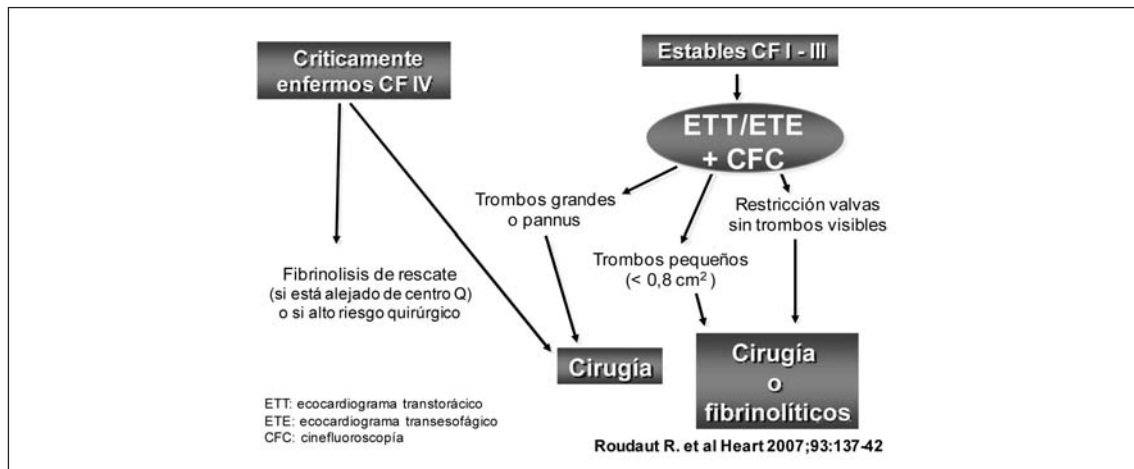 Criticamente
enfermos CF IV
Estables CF I - III
ETT/ETE
+ CFC
Trombos grandes
o pannus
Restricción valvas
sin trombos visibles
Trombos pequeños
(< 0,8 cm²)
Fibrinolisis de rescate
(si está alejado de centro Q)
o si alto riesgo quirúrgico
Cirugía
Cirugía
o
fibrinolíticos
ETT: ecocardiograma transtorácico
ETE: ecocardiograma transesofágico
CFC: cinefluoroscopía
Roudaut R. et al Heart 2007;93:137-42